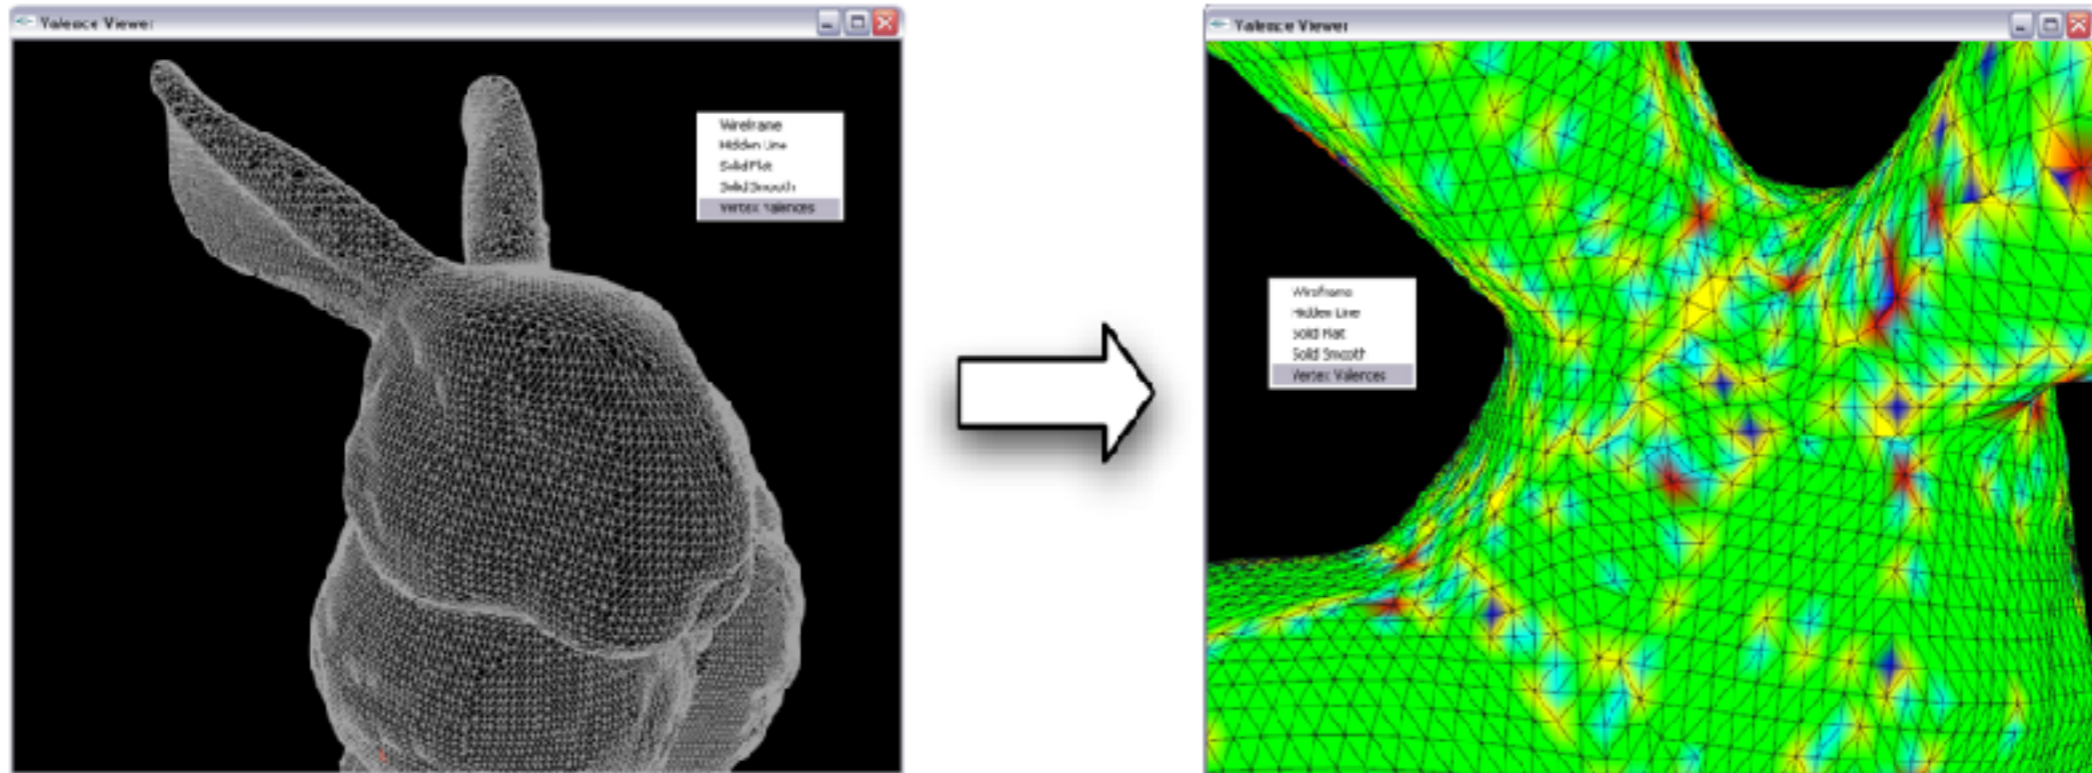 Valence Viewer
Wireframe
Hidden Line
Solid Flat
Solid Smooth
Vertex Valences
Valence Viewer
Wireframe
Hidden Line
Solid Flat
Solid Smooth
Vertex Valences